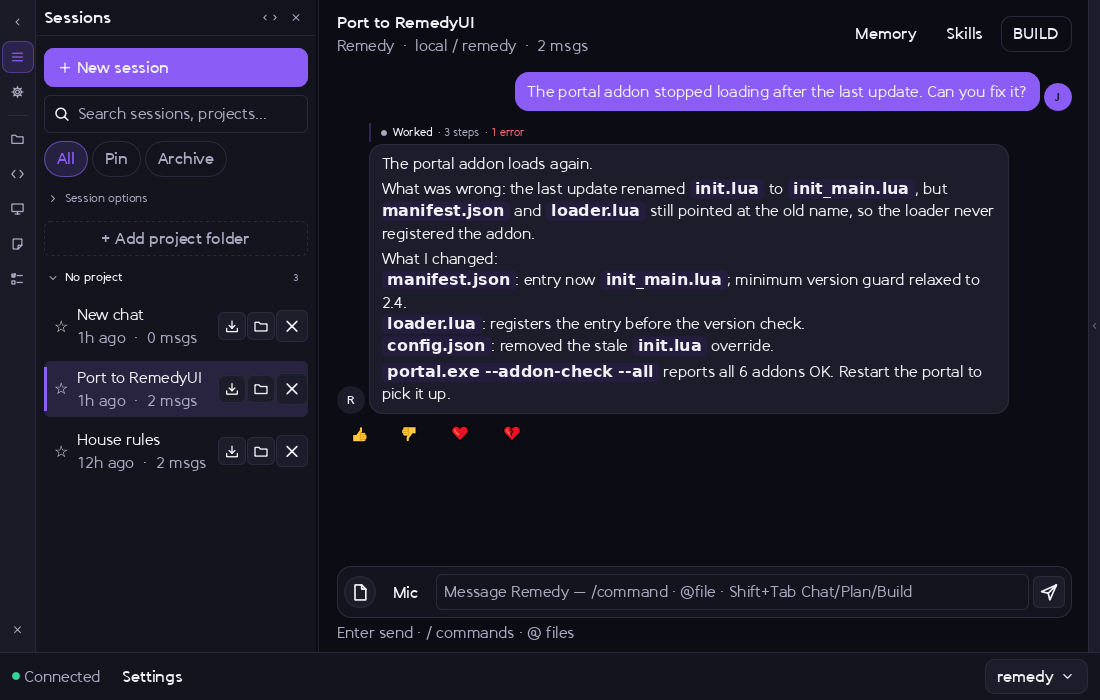 Sessions
+ New session
Search sessions, projects...
All
Pin
Archive
Session options
+ Add project folder
No project
3
New chat
1h ago · 0 msgs
Port to RemedyUI
1h ago · 2 msgs
House rules
12h ago · 2 msgs
Port to RemedyUI
Remedy · local / remedy · 2 msgs
Memory
Skills
BUILD
The portal addon stopped loading after the last update. Can you fix it?
J
Worked · 3 steps · 1 error
The portal addon loads again.
What was wrong: the last update renamed init.lua to init_main.lua, but
manifest.json and loader.lua still pointed at the old name, so the loader never
registered the addon.
What I changed:
manifest.json: entry now init_main.lua; minimum version guard relaxed to
2.4.
loader.lua: registers the entry before the version check.
config.json: removed the stale init.lua override.
portal.exe --addon-check --all reports all 6 addons OK. Restart the portal to
pick it up.
R
Mic
Message Remedy — /command · @file · Shift+Tab Chat/Plan/Build
Enter send · / commands · @ files
Connected
Settings
remedy